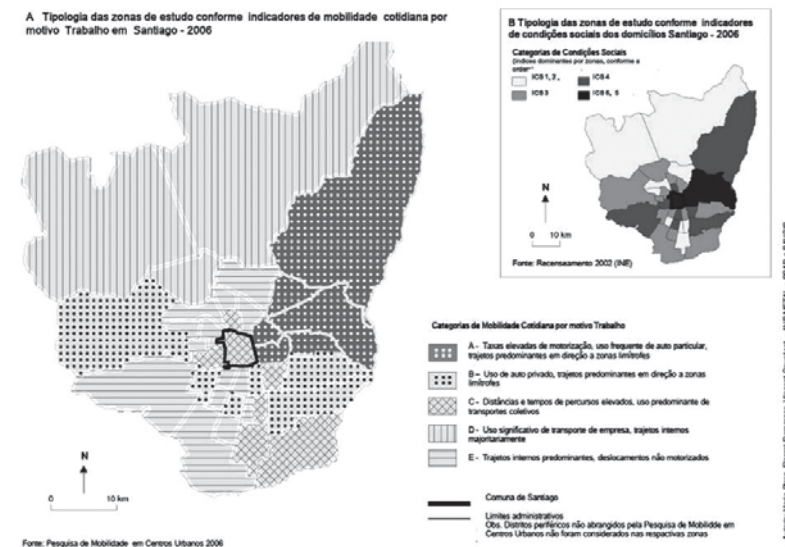 A Tipologia das zonas de estudo conforme indicadores de mobilidade cotidiana por
motivo Trabalho em Santiago - 2006
N
0 10 km
Fonte: Pesquisa de Mobilidade em Centros Urbanos 2006
B Tipologia das zonas de estudo conforme indicadores
de condições sociais dos domicílios Santiago - 2006
Categorias de Condições Sociais
(índices dominantes por zonas, conforme a
ICS 1, 2, ICS 4
ICS 3 ICS 6, 5
N
0 10 km
Fonte: Recenseamento 2002 (INE)
Categorias de Mobilidade Cotidiana por motivo Trabalho
A - Taxas elevadas de motorização, uso frequente de auto particular,
trajetos predominantes em direção a zonas limítrofes
B – Uso de auto privado, trajetos predominantes em direção a zonas
limítrofes
C - Distâncias e tempos de percursos elevados, uso predominante de
transportes coletivos
D - Uso significativo de transporte de empresa, trajetos internos
majoritariamente
E - Trajetos internos predominantes, deslocamentos não motorizados
Comuna de Santiago
Limites administrativos
Obs. Distritos periféricos não abrangidos pela Pesquisa de Mobilidde em
Centros Urbanos não foram considerados nas respectivas zonas